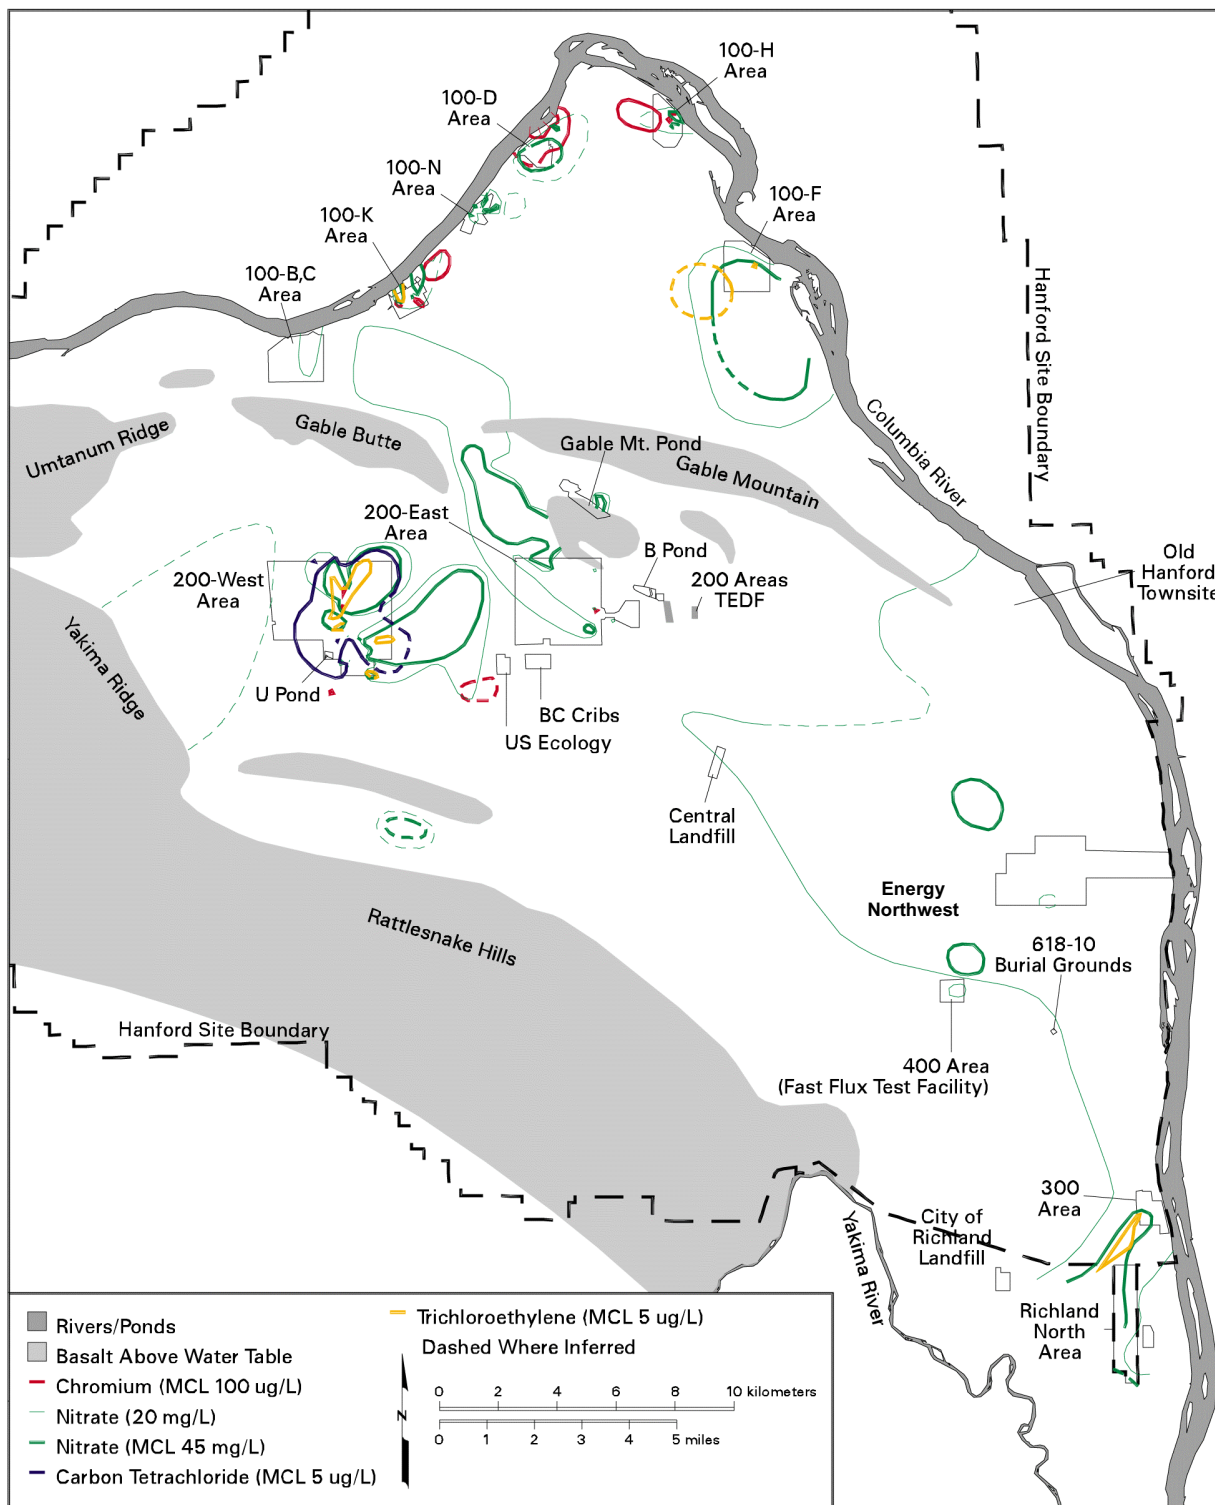 100-H
Area
100-D
Area
100-N
Area
100-F
Area
100-K
Area
100-B,C
Area
Hanford Site Boundary
Columbia River
Umtanum Ridge
Gable Butte
Gable Mt. Pond
Gable Mountain
200-East
Area
B Pond
200 Areas
TEDF
Old
Hanford
Townsite
200-West
Area
Yakima Ridge
U Pond
BC Cribs
US Ecology
Central
Landfill
Energy
Northwest
Rattlesnake Hills
618-10
Burial Grounds
Hanford Site Boundary
400 Area
(Fast Flux Test Facility)
300
Area
City of
Richland
Landfill
Yakima River
Richland
North
Area
Rivers/Ponds
Basalt Above Water Table
Chromium (MCL 100 ug/L)
Nitrate (20 mg/L)
Nitrate (MCL 45 mg/L)
Carbon Tetrachloride (MCL 5 ug/L)
Trichloroethylene (MCL 5 ug/L)
Dashed Where Inferred
N
0 2 4 6 8 10 kilometers
0 1 2 3 4 5 miles